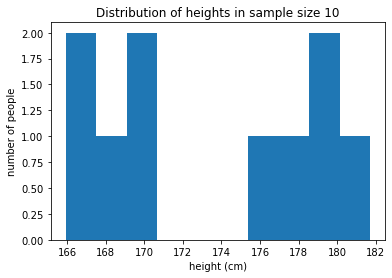 Distribution of heights in sample size 10
number of people
2.00
1.75
1.50
1.25
1.00
0.75
0.50
0.25
0.00
166 168 170 172 174 176 178 180 182
height (cm)